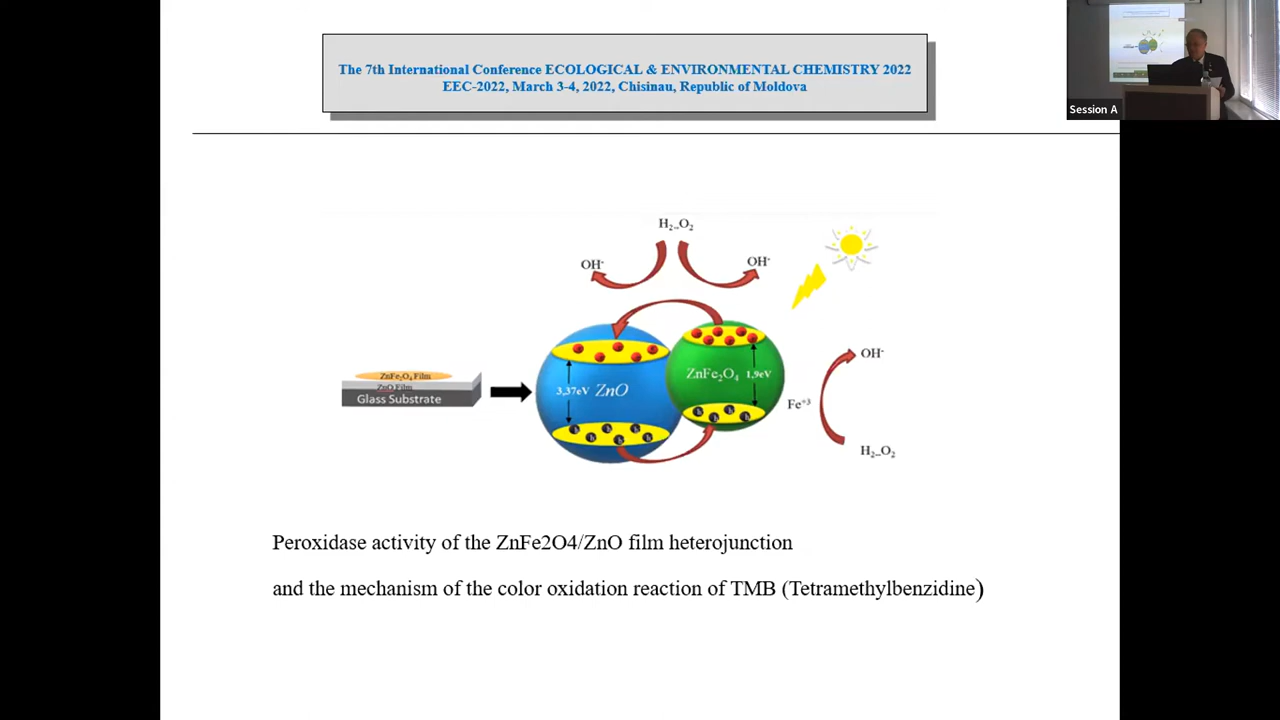 The 7th International Conference ECOLOGICAL & ENVIRONMENTAL CHEMISTRY 2022
EEC-2022, March 3-4, 2022, Chisinau, Republic of Moldova
Session A
H₂O₂
OH-
OH-
ZnFe₂O₄ Film
ZnO Film
Glass Substrate
3,37eV ZnO
ZnFe₂O₄ 1,9eV
Fe⁺³
OH-
H₂O₂
Peroxidase activity of the ZnFe2O4/ZnO film heterojunction
and the mechanism of the color oxidation reaction of TMB (Tetramethylbenzidine)